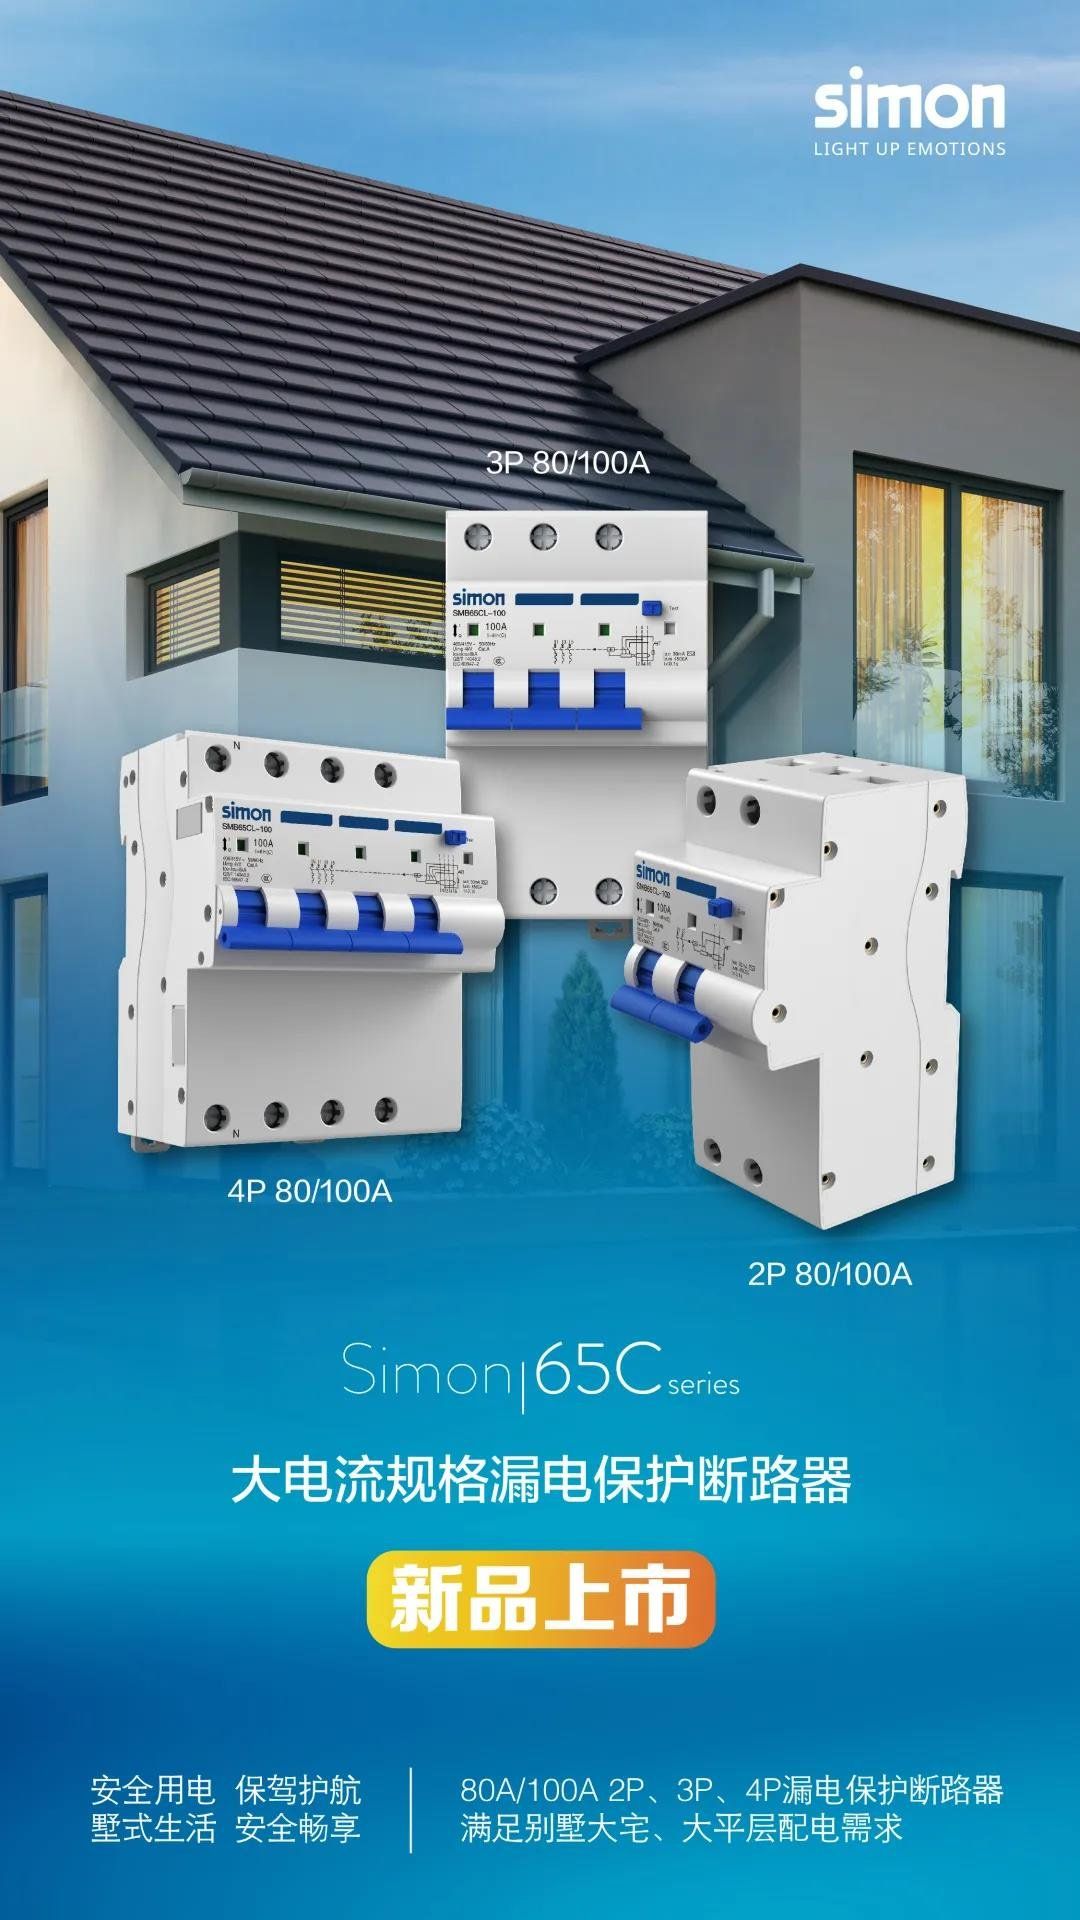 simon
LIGHT UP EMOTIONS
3P 80/100A
simon
SMB65CL-100
100A
Test
simon
SMB65CL-100
100A
N
N
simon
SMB65CL-100
100A
4P 80/100A
2P 80/100A
Simon|65C series
大电流规格漏电保护断路器
新品上市
安全用电 保驾护航
墅式生活 安全畅享
80A/100A 2P、3P、4P漏电保护断路器
满足别墅大宅、大平层配电需求